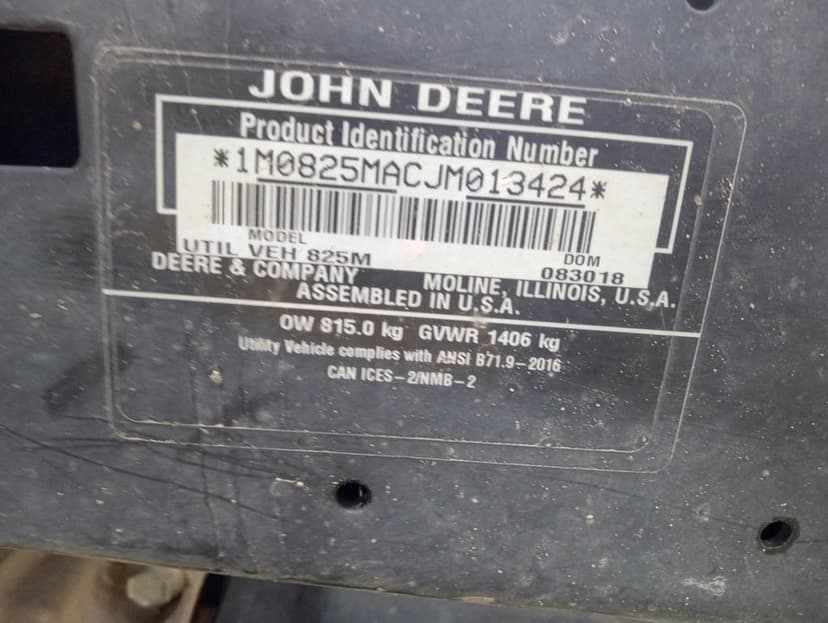 JOHN DEERE
Product Identification Number
*1M0825MACJM013424*
MODEL
UTIL VEH 825M
DOM
083018
DEERE & COMPANY MOLINE, ILLINOIS, U.S.A.
ASSEMBLED IN U.S.A.
OW 815.0 kg GVWR 1406 kg
Utility Vehicle complies with ANSI B71.9-2016
CAN ICES-2/NMB-2